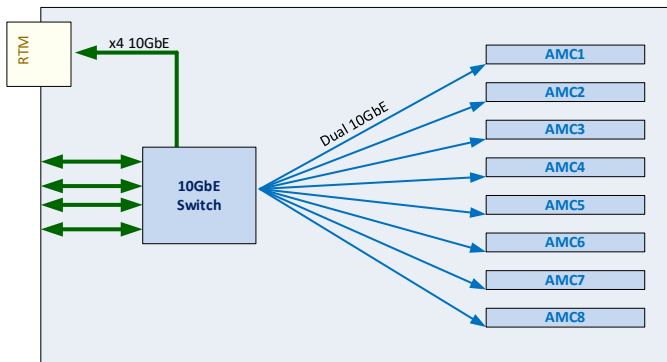 RTM
x4 10GbE
Dual 10GbE
10GbE
Switch
AMC1
AMC2
AMC3
AMC4
AMC5
AMC6
AMC7
AMC8